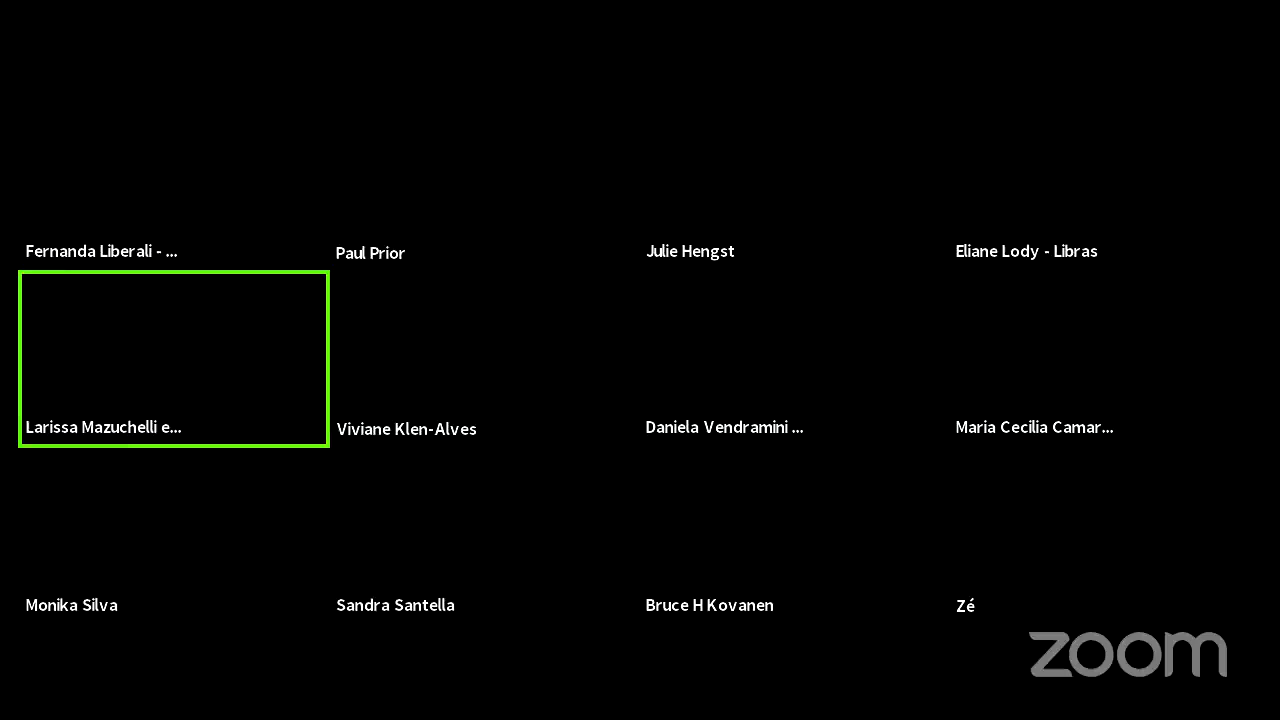 Fernanda Liberali - ...
Paul Prior
Julie Hengst
Eliane Lody - Libras
Larissa Mazuchelli e...
Viviane Klen-Alves
Daniela Vendramini ...
Maria Cecilia Camar...
Monika Silva
Sandra Santella
Bruce H Kovanen
Zé
zoom